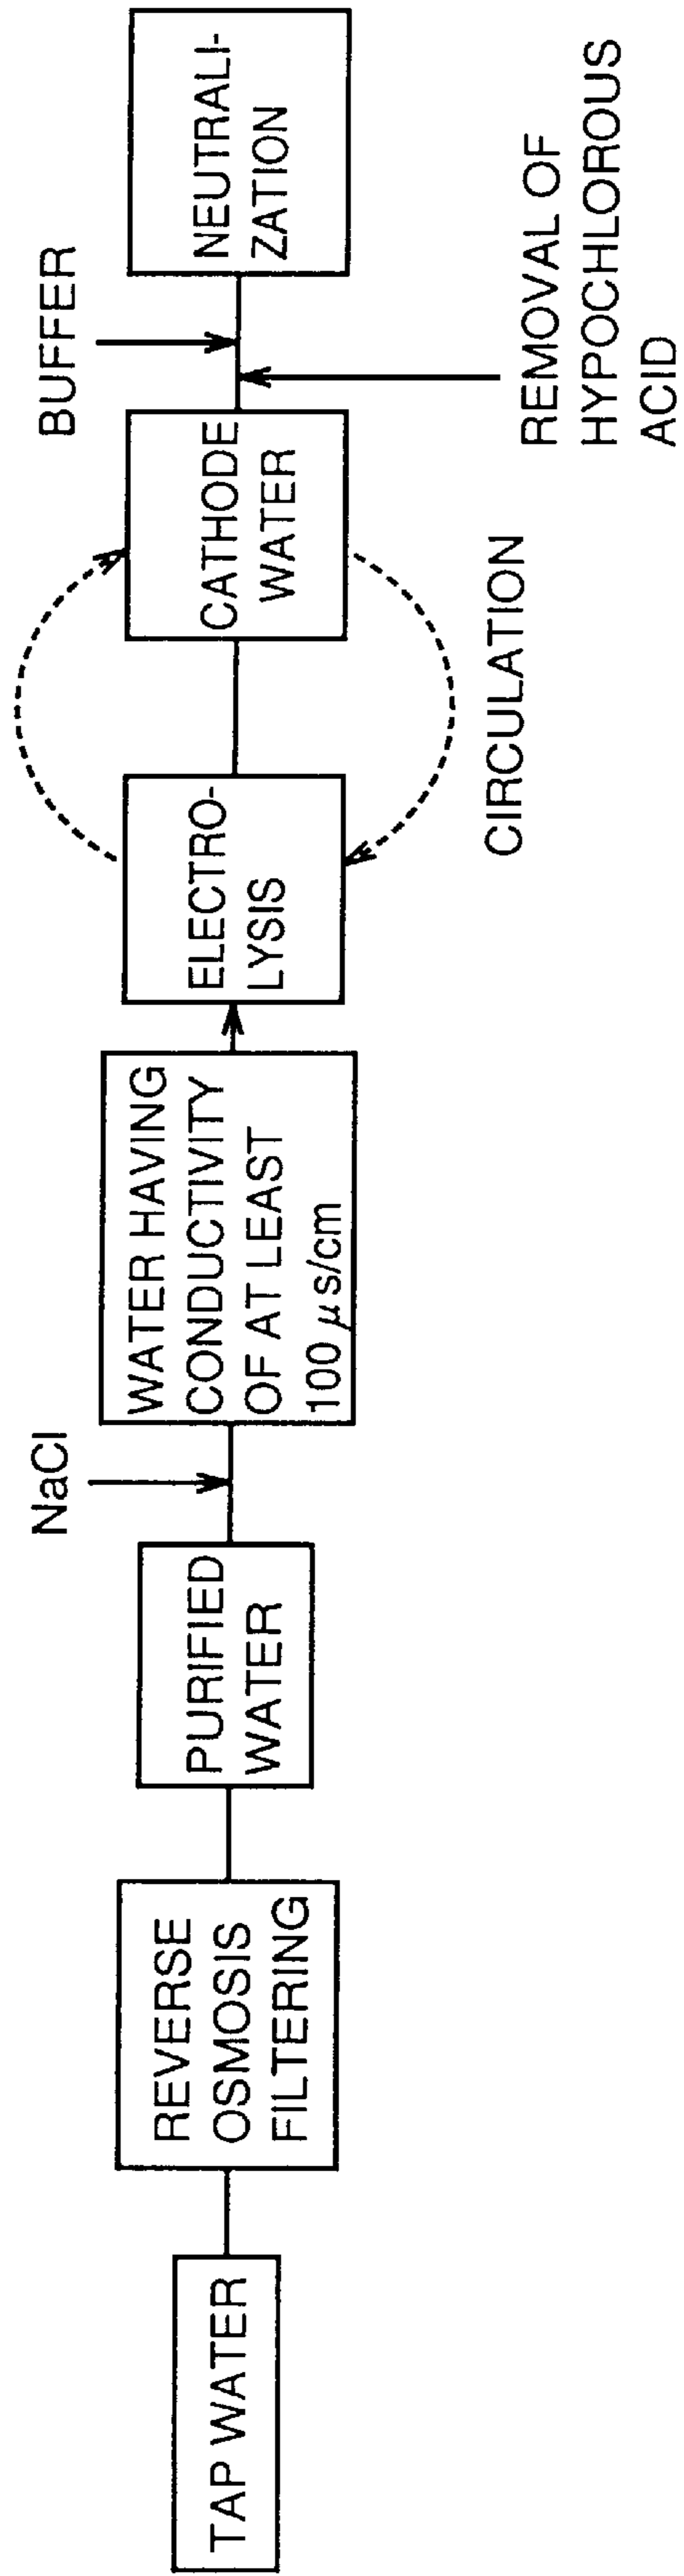 TAP WATER
REVERSE
OSMOSIS
FILTERING
PURIFIED
WATER
NaCl
WATER HAVING
CONDUCTIVITY
OF AT LEAST
100 μs/cm
ELECTRO-
LYSIS
CIRCULATION
CATHODE
WATER
BUFFER
REMOVAL OF
HYPOCHLOROUS
ACID
NEUTRALI-
ZATION